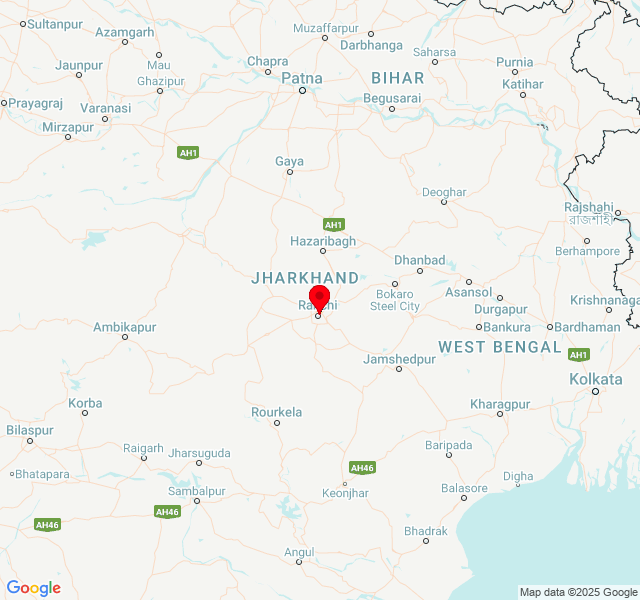 Sultanpur
Azamgarh
Muzaffarpur
Darbhanga
Saharsa
Mau
Jaunpur
Ghazipur
Chapra
Patna
BIHAR
Purnia
Katihar
Prayagraj
Varanasi
Begusarai
Mirzapur
AH1
Gaya
Deoghar
Rajshahi
রাজশাহী
AH1
Hazaribagh
Berhampore
Dhanbad
JHARKHAND
Asansol
Bokaro
Steel City
Durgapur
Krishnanaga
Ranchi
Ambikapur
Bankura
Bardhaman
WEST BENGAL
AH1
Jamshedpur
Kolkata
Korba
Kharagpur
Rourkela
Bilaspur
Raigarh
Jharsuguda
Baripada
AH46
Bhatapara
Keonjhar
Digha
Balasore
Sambalpur
AH46
AH46
Bhadrak
Angul
Google
Map data ©2025 Google